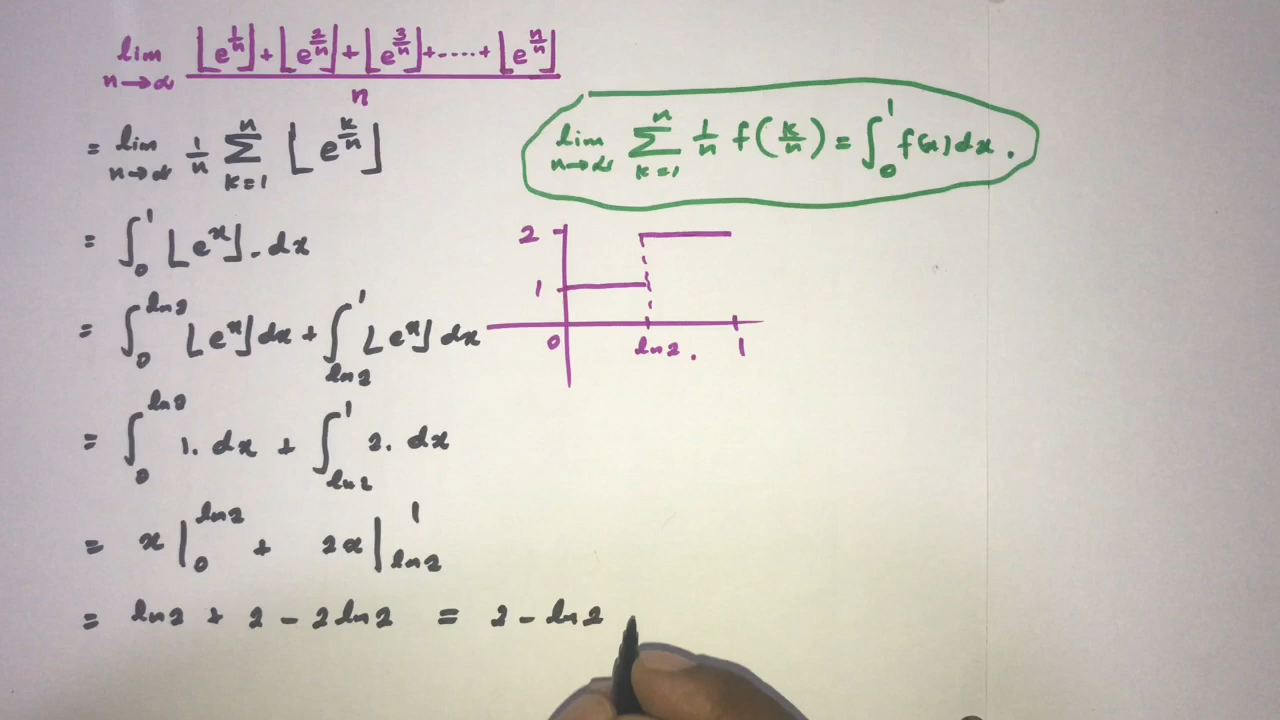 lim n→∞ (⌊e^(1/n)⌋ + ⌊e^(2/n)⌋ + ⌊e^(3/n)⌋ + ..... + ⌊e^(n/n)⌋) / n
= lim n→∞ 1/n ∑_{k=1}^{n} ⌊e^(k/n)⌋
lim n→∞ ∑_{k=1}^{n} 1/n f(k/n) = ∫_0^1 f(x) dx .
= ∫_0^1 ⌊e^x⌋ . dx
= ∫_0^{ln2} ⌊e^x⌋ dx + ∫_{ln2}^1 ⌊e^x⌋ dx
= ∫_0^{ln2} 1. dx + ∫_{ln2}^1 2. dx
= x |_0^{ln2} + 2x |_{ln2}^1
= ln2 + 2 - 2ln2 = 2 - ln2
2
1
0 ln2 . 1